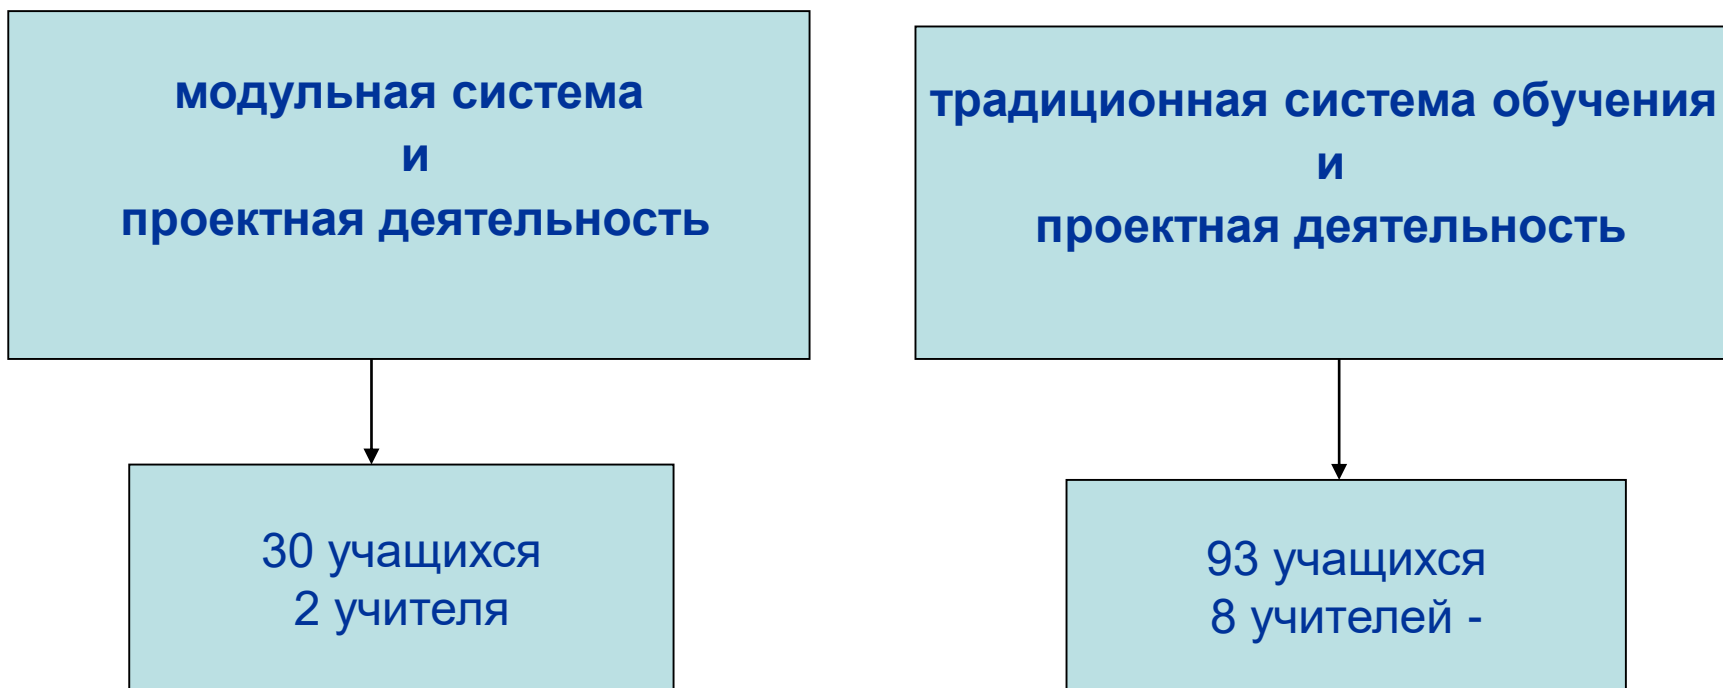 модульная система
и
проектная деятельность
традиционная система обучения
и
проектная деятельность
30 учащихся
2 учителя
93 учащихся
8 учителей -